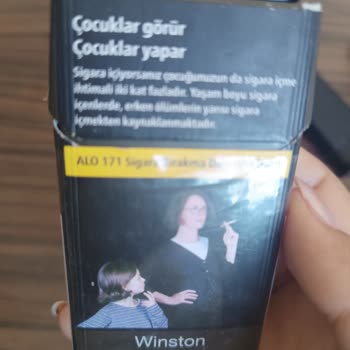 Çocuklar görür
Çocuklar yapar
Sigara içiyorsanız çocuğunuzun da sigara içme
ihtimali iki kat fazladır. Yaşam boyu sigara
içenlerde, erken ölümlerin yarısı sigara
içmekten kaynaklanmaktadır.
ALO 171 Sigara Bırakma
Winston